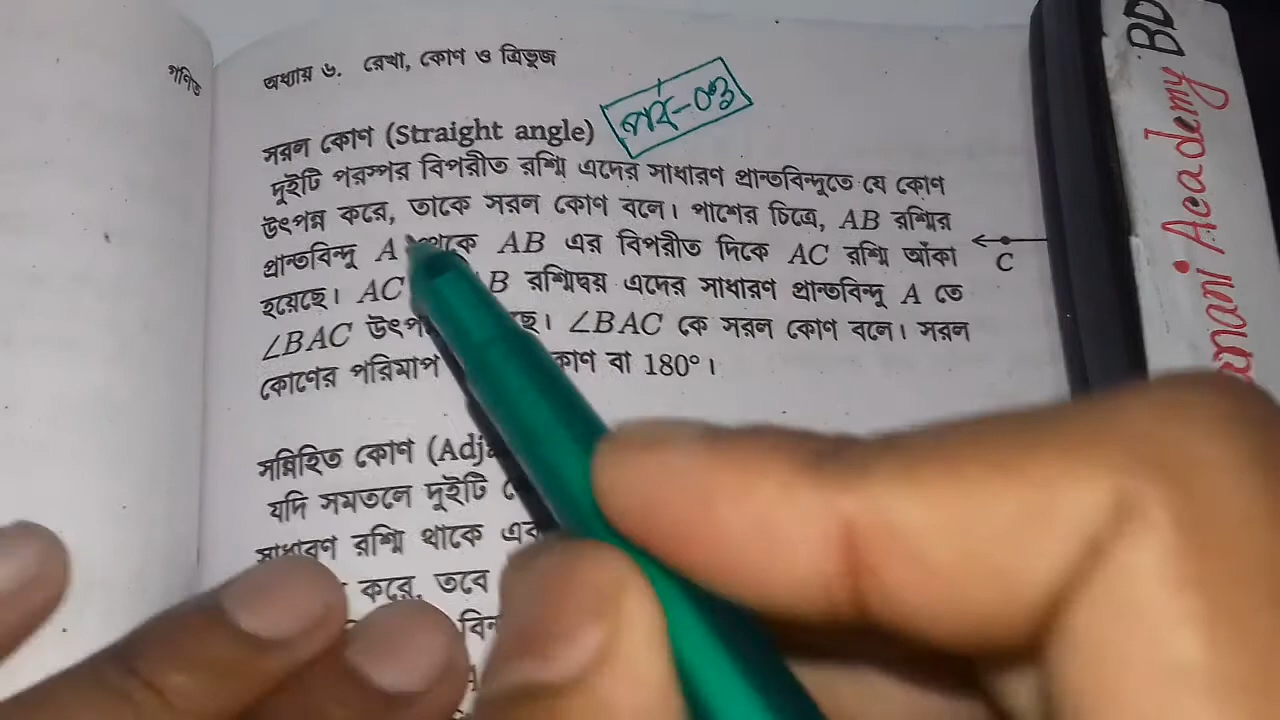 গণিত
অধ্যায় ৬. রেখা, কোণ ও ত্রিভুজ
সরল কোণ (Straight angle)
দুইটি পরস্পর বিপরীত রশ্মি এদের সাধারণ প্রান্তবিন্দুতে যে কোণ
উৎপন্ন করে, তাকে সরল কোণ বলে। পাশের চিত্রে, AB রশ্মির
প্রান্তবিন্দু A থেকে AB এর বিপরীত দিকে AC রশ্মি আঁকা
হয়েছে। AC B রশ্মিদ্বয় এদের সাধারণ প্রান্তবিন্দু A তে
∠BAC উৎপ ছে। ∠BAC কে সরল কোণ বলে। সরল
কোণের পরিমাপ কোণ বা 180°।
C
সন্নিহিত কোণ (Adj
যদি সমতলে দুইটি
সাধারণ রশ্মি থাকে এব
করে, তবে
বিন
nani Academy BD